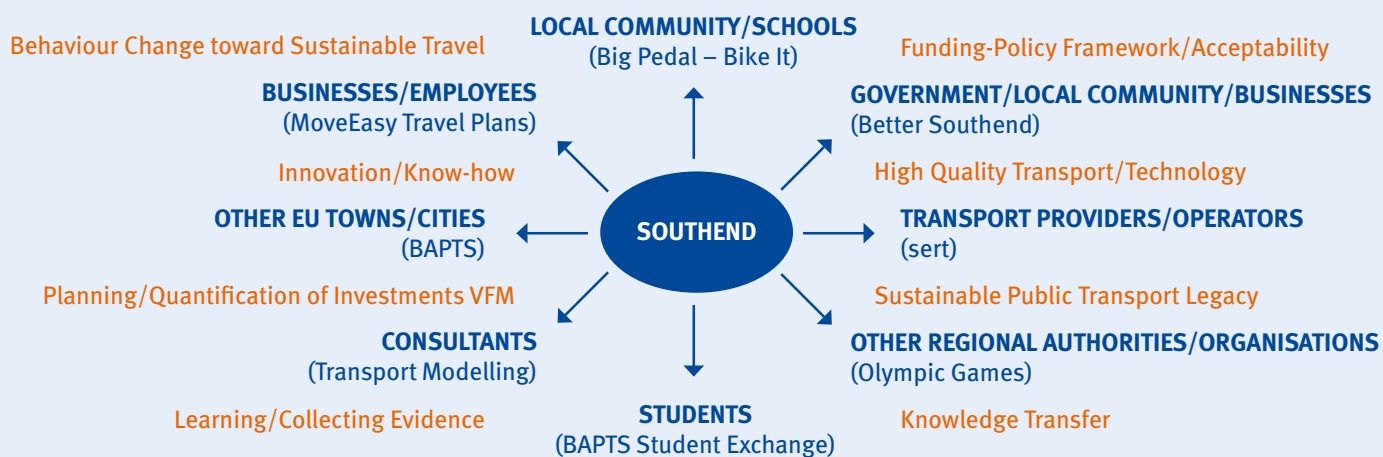 LOCAL COMMUNITY/SCHOOLS
(Big Pedal – Bike It)
Behaviour Change toward Sustainable Travel
Funding-Policy Framework/Acceptability
BUSINESSES/EMPLOYEES
(MoveEasy Travel Plans)
GOVERNMENT/LOCAL COMMUNITY/BUSINESSES
(Better Southend)
Innovation/Know-how
High Quality Transport/Technology
OTHER EU TOWNS/CITIES
(BAPTS)
SOUTHEND
TRANSPORT PROVIDERS/OPERATORS
(sert)
Planning/Quantification of Investments VFM
Sustainable Public Transport Legacy
CONSULTANTS
(Transport Modelling)
OTHER REGIONAL AUTHORITIES/ORGANISATIONS
(Olympic Games)
Learning/Collecting Evidence
STUDENTS
(BAPTS Student Exchange)
Knowledge Transfer